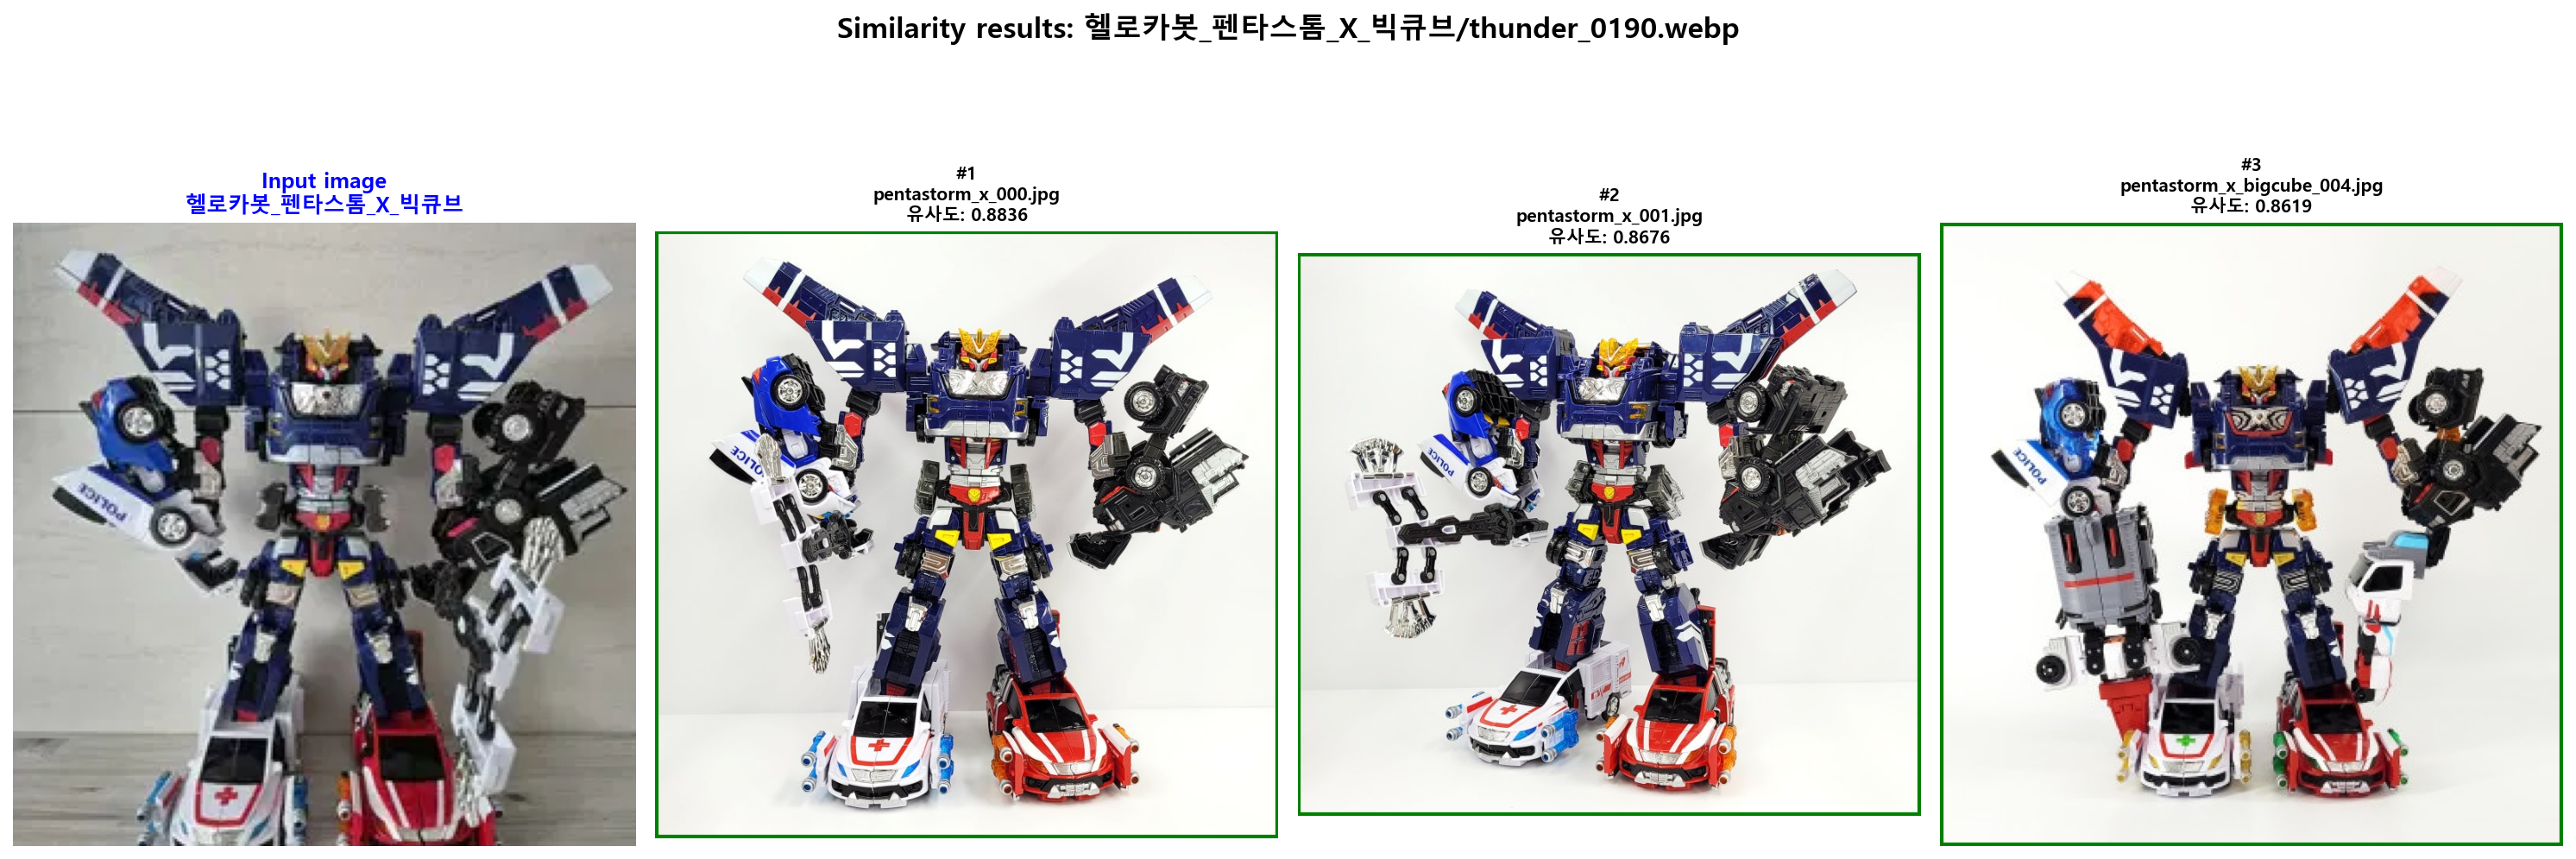 Similarity results: 헬로카봇_펜타스톰_X_빅큐브/thunder_0190.webp
Input image
헬로카봇_펜타스톰_X_빅큐브
#1
pentastorm_x_000.jpg
유사도: 0.8836
#2
pentastorm_x_001.jpg
유사도: 0.8676
#3
pentastorm_x_bigcube_004.jpg
유사도: 0.8619
POLICE
POLICE
POLICE
POLICE